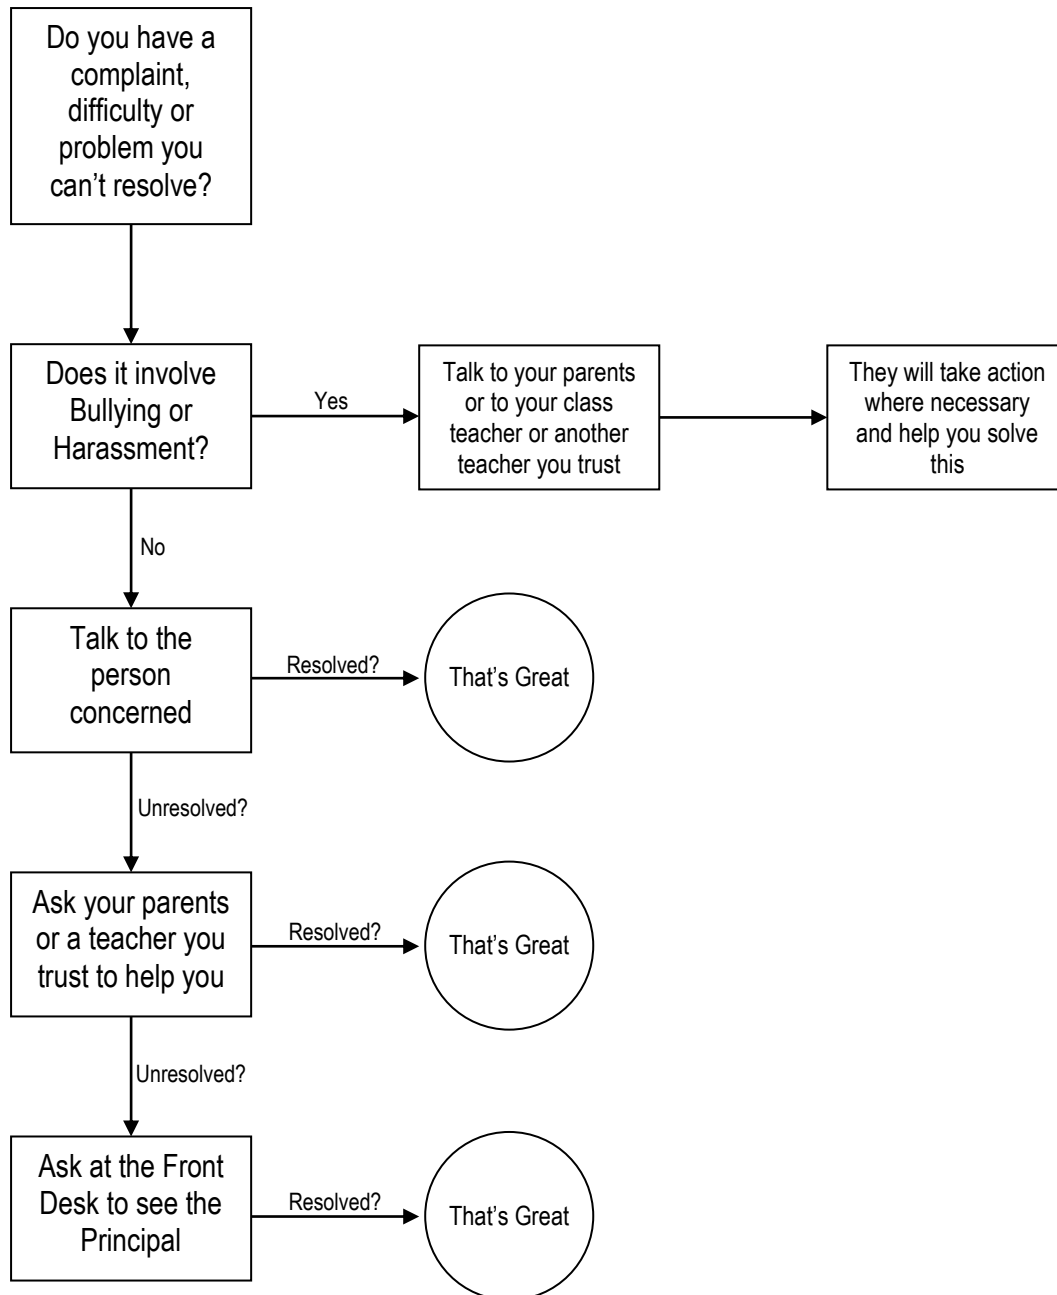 Do you have a
complaint,
difficulty or
problem you
can't resolve?
Does it involve
Bullying or
Harassment?
Yes
Talk to your parents
or to your class
teacher or another
teacher you trust
They will take action
where necessary
and help you solve
this
No
Talk to the
person
concerned
Resolved?
That's Great
Unresolved?
Ask your parents
or a teacher you
trust to help you
Resolved?
That's Great
Unresolved?
Ask at the Front
Desk to see the
Principal
Resolved?
That's Great